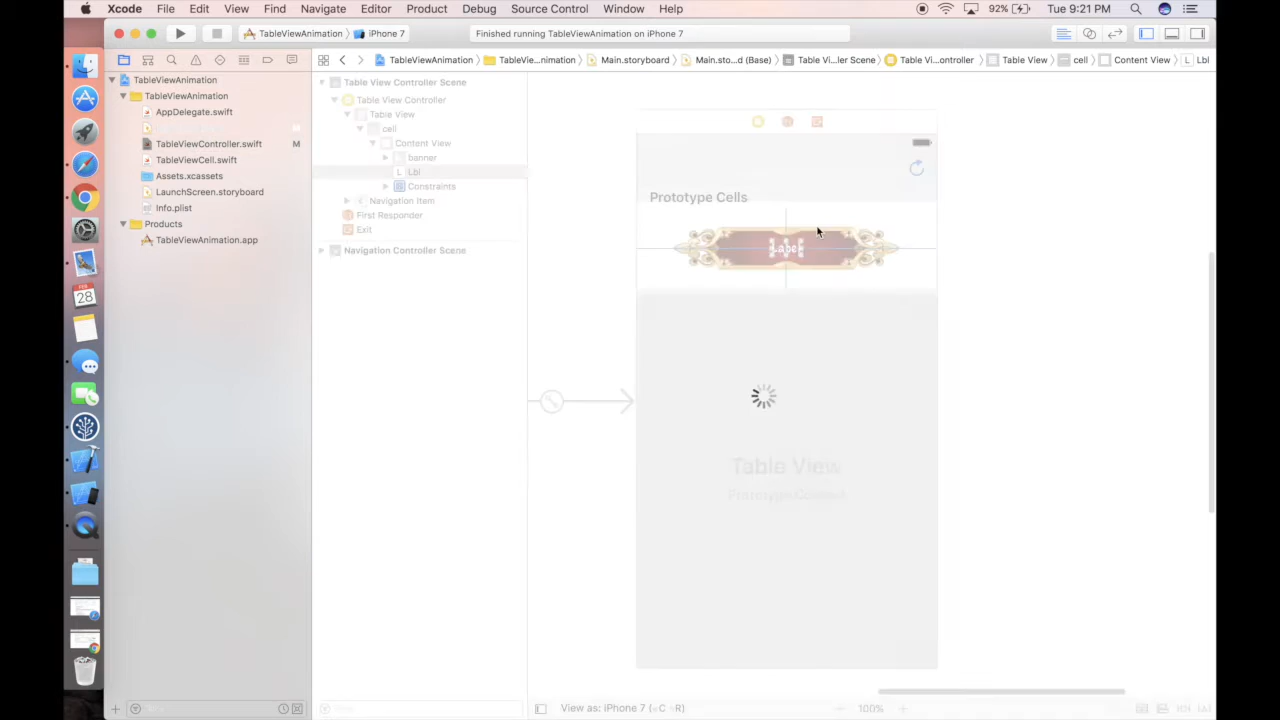 Xcode File Edit View Find Navigate Editor Product Debug Source Control Window Help 92% Tue 9:21 PM
TableViewAnimation iPhone 7 Finished running TableViewAnimation on iPhone 7
TableViewAnimation TableVie...nimation Main.storyboard Main.sto...d (Base) Table Vi...ler Scene Table Vi...ontroller Table View cell Content View L Lbl
TableViewAnimation
TableViewAnimation
AppDelegate.swift
M
TableViewController.swift M
TableViewCell.swift
Assets.xcassets
LaunchScreen.storyboard
Info.plist
Products
TableViewAnimation.app
Table View Controller Scene
Table View Controller
Table View
cell
Content View
banner
L Lbl
Constraints
Navigation Item
First Responder
Exit
Navigation Controller Scene
Prototype Cells
Label
Table View
Prototype Content
FEB
28
View as: iPhone 7 (wC hR)
100%